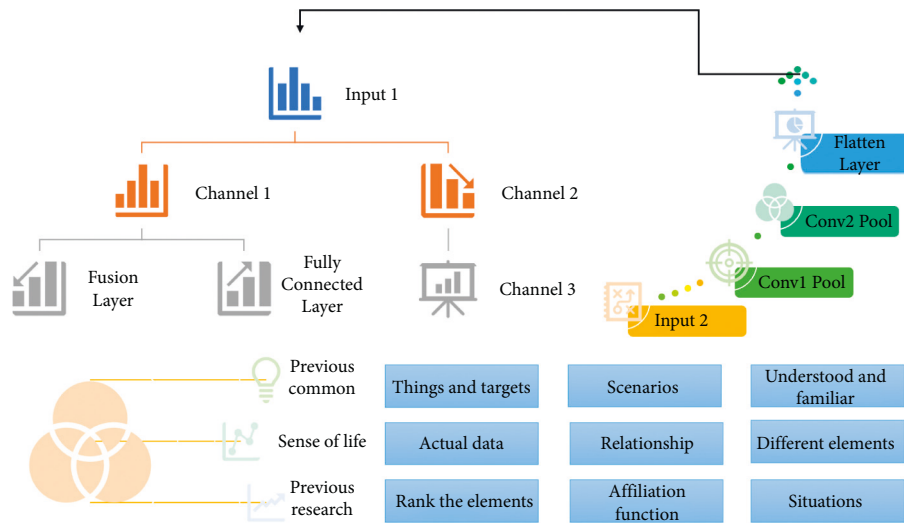 Input 1
Channel 1
Channel 2
Fusion
Layer
Fully
Connected
Layer
Channel 3
Flatten
Layer
Conv2 Pool
Conv1 Pool
Input 2
Previous
common
Things and targets
Scenarios
Understood and
familiar
Sense of life
Actual data
Relationship
Different elements
Previous
research
Rank the elements
Affiliation
function
Situations